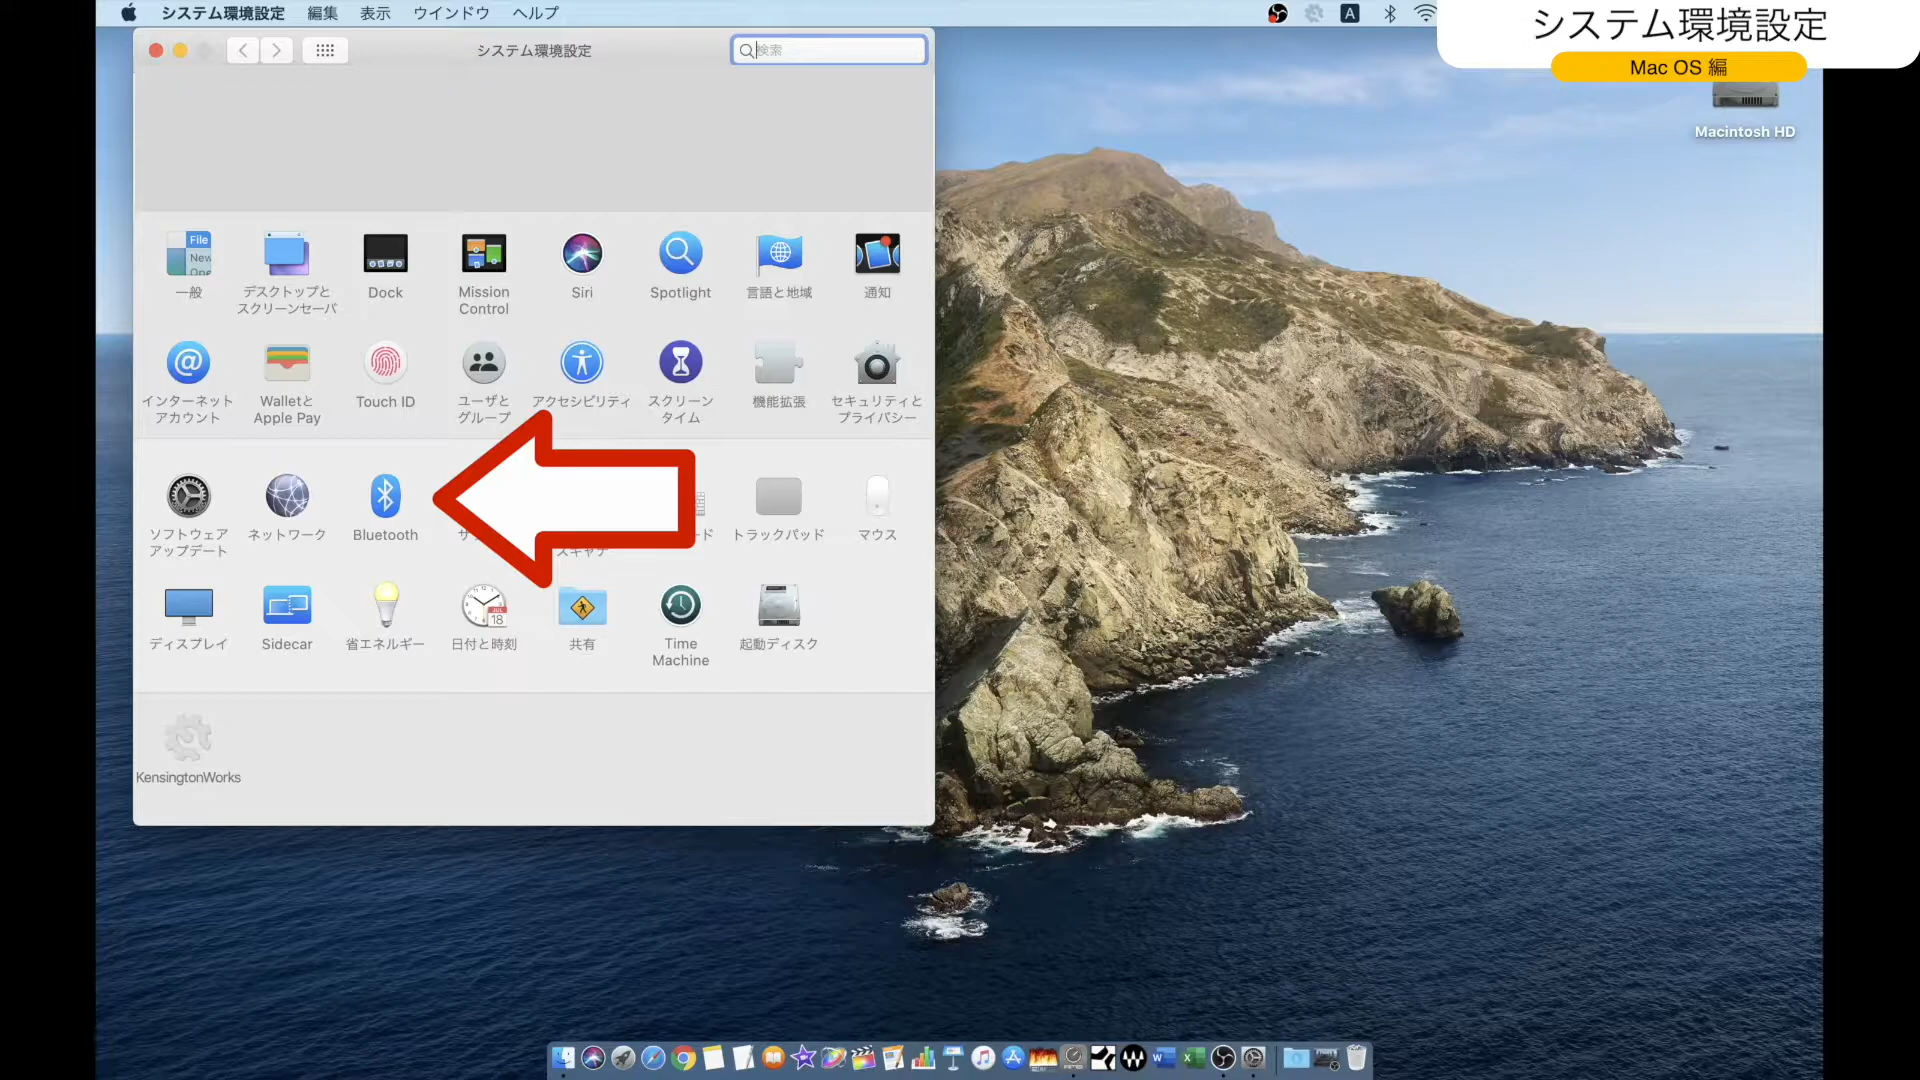 システム環境設定 編集 表示 ウインドウ ヘルプ
A
システム環境設定
Mac OS 編
システム環境設定
検索
Macintosh HD
File
New
一般
デスクトップと
スクリーンセーバ
Dock
Mission
Control
Siri
Spotlight
言語と地域
通知
インターネット
アカウント
Walletと
Apple Pay
Touch ID
ユーザと
グループ
アクセシビリティ
スクリーン
タイム
機能拡張
セキュリティと
プライバシー
ソフトウェア
アップデート
ネットワーク
Bluetooth
トラックパッド
マウス
ディスプレイ
Sidecar
省エネルギー
JUL
18
日付と時刻
共有
Time
Machine
起動ディスク
KensingtonWorks